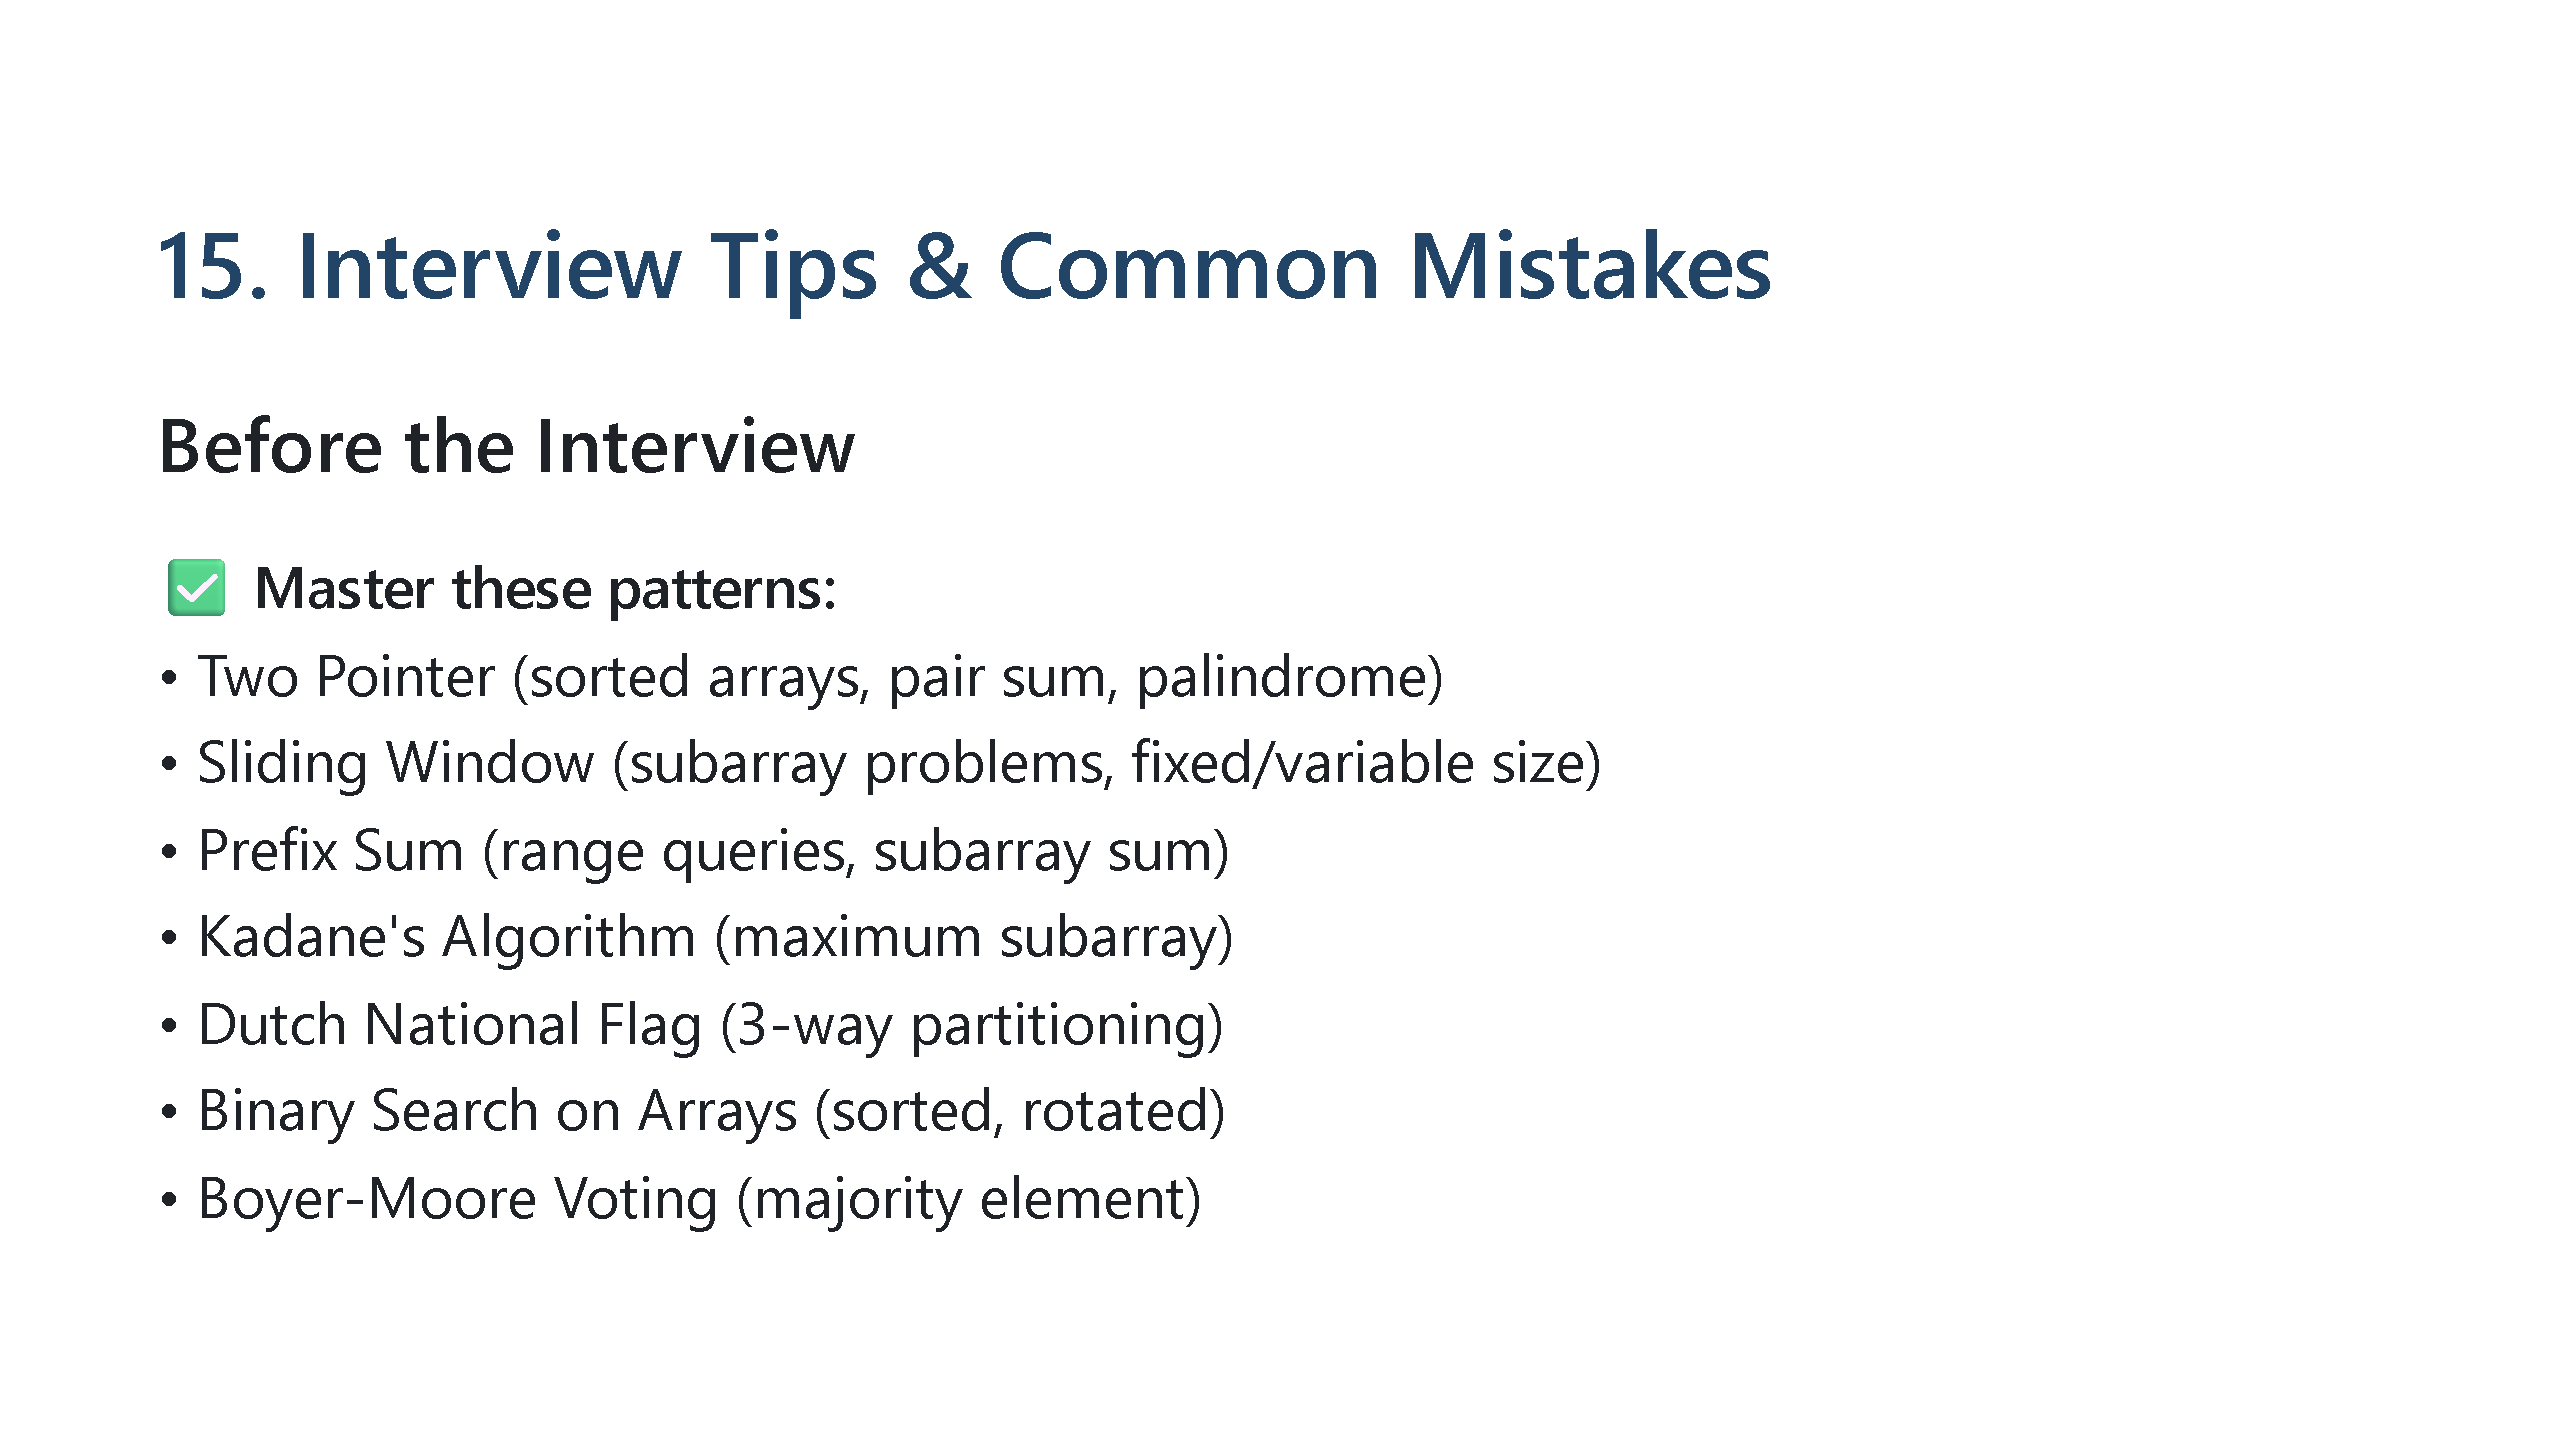 15. Interview Tips & Common Mistakes
Before the Interview
✅ Master these patterns:
• Two Pointer (sorted arrays, pair sum, palindrome)
• Sliding Window (subarray problems, fixed/variable size)
• Prefix Sum (range queries, subarray sum)
• Kadane's Algorithm (maximum subarray)
• Dutch National Flag (3-way partitioning)
• Binary Search on Arrays (sorted, rotated)
• Boyer-Moore Voting (majority element)